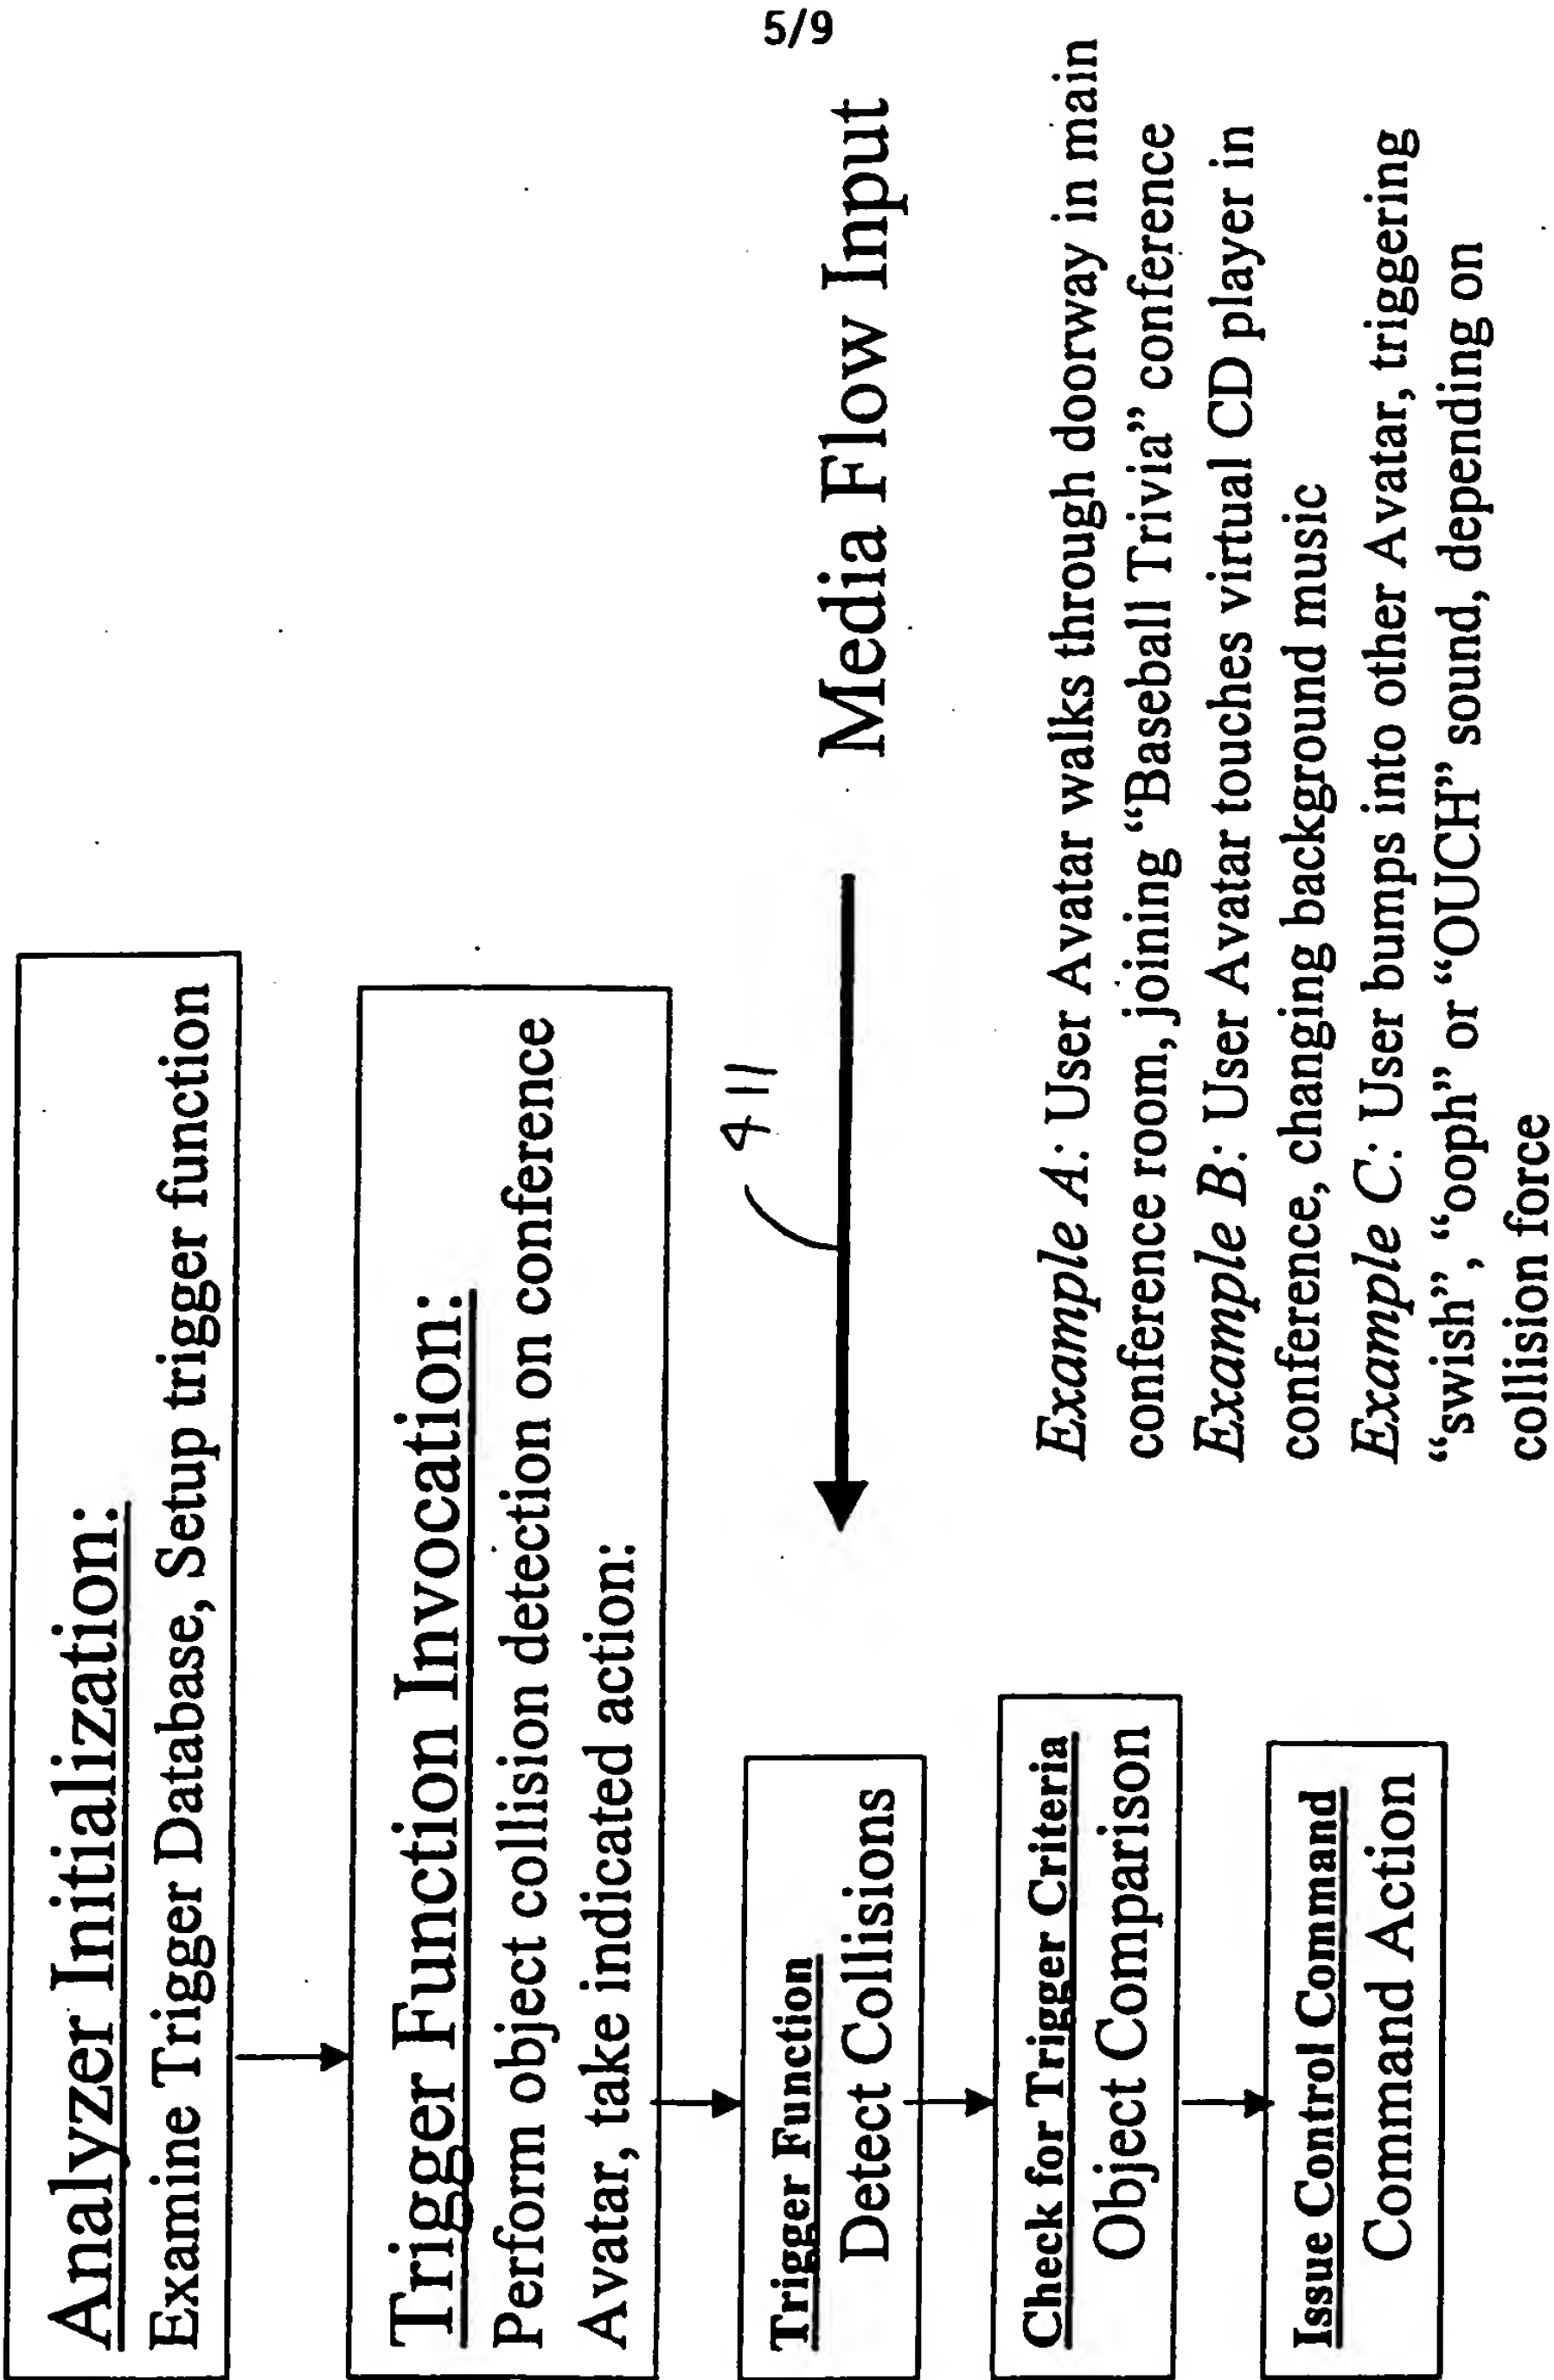 5/9
Analyzer Initialization:
Examine Trigger Database, Setup trigger function
Trigger Function Invocation:
Perform object collision detection on conference
Avatar, take indicated action:
Trigger Function
Detect Collisions
Check for Trigger Criteria
Object Comparison
Issue Control Command
Command Action
411
Media Flow Input
Example A: User Avatar walks through doorway in main
conference room, joining “Baseball Trivia” conference
Example B: User Avatar touches virtual CD player in
conference, changing background music
Example C: User bumps into other Avatar, triggering
“swish”, “ooph” or “OUCH” sound, depending on
collision force